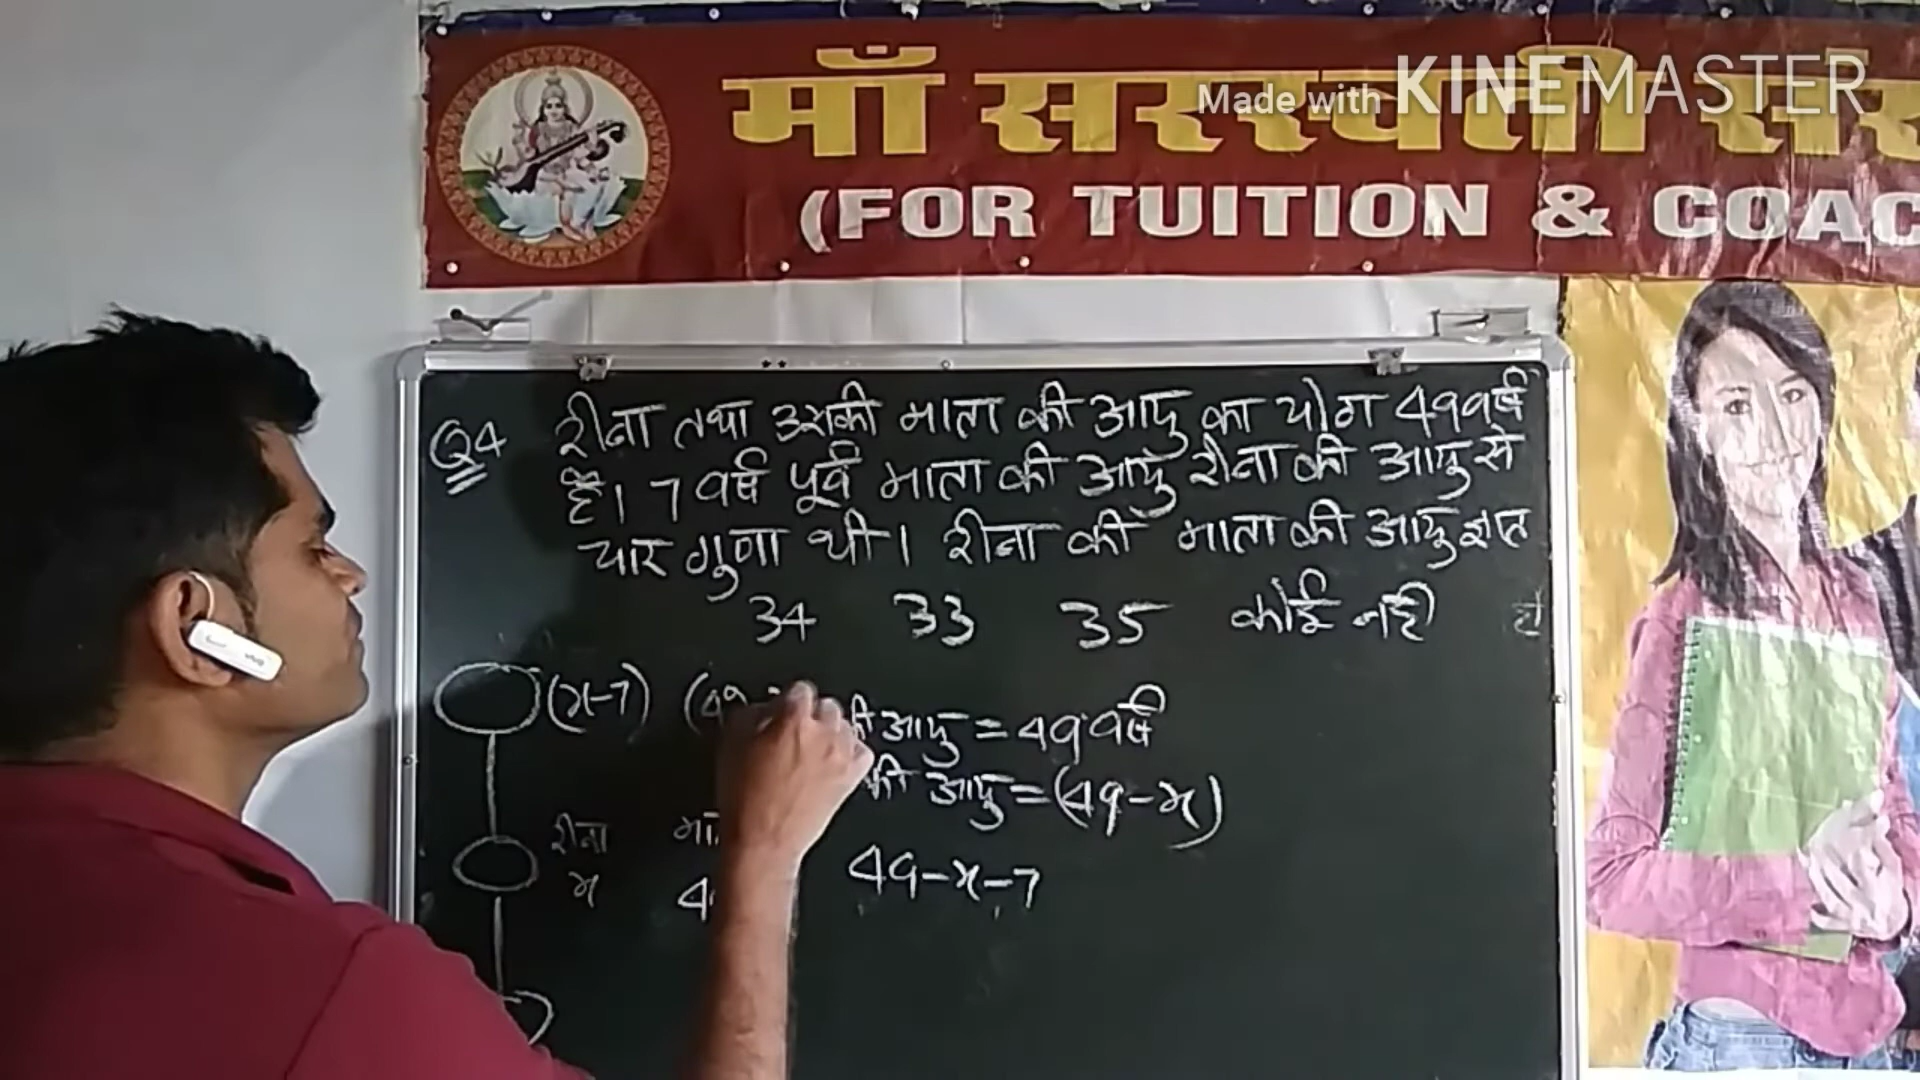 Made with KINEMASTER
माँ सरस्वती
(FOR TUITION & COAC
Q4 रीना तथा उसकी माता की आयु का योग 49 वर्ष
है। 7 वर्ष पूर्व माता की आयु रीना की आयु से
चार गुणा थी। रीना की माता की आयु ज्ञात
34 33 35 कोई नही
(x-7) (49-
की आयु = 49 वर्ष
की आयु = (49-x)
रीना
x
49-x-7